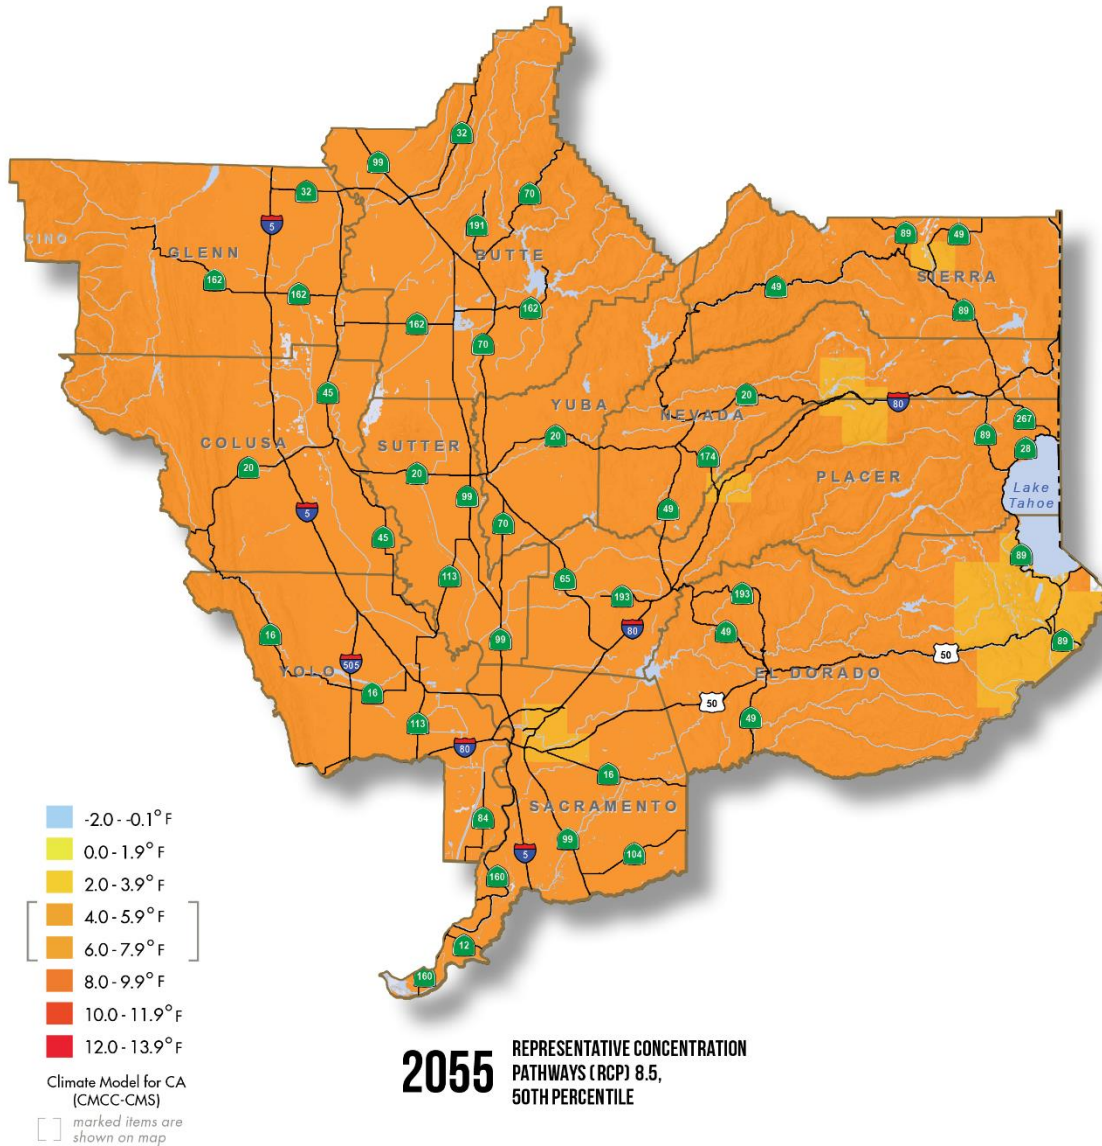 32
99
32
70
191
5
89
49
CINO
GLENN
BUTTE
SIERRA
162
162
49
162
162
89
70
45
20
80
YUBA
NEVADA
267
89
COLUSA
SUTTER
20
174
28
20
20
PLACER
Lake
Tahoe
99
49
5
70
45
89
113
65
193
193
16
99
80
49
89
505
50
YOLO
EL DORADO
16
50
113
49
80
16
SACRAMENTO
84
99
5
104
160
12
160
-2.0 - -0.1° F
0.0 - 1.9° F
2.0 - 3.9° F
4.0 - 5.9° F
6.0 - 7.9° F
8.0 - 9.9° F
10.0 - 11.9° F
12.0 - 13.9° F
Climate Model for CA
(CMCC-CMS)
marked items are
shown on map
2055
REPRESENTATIVE CONCENTRATION
PATHWAYS (RCP) 8.5,
50TH PERCENTILE